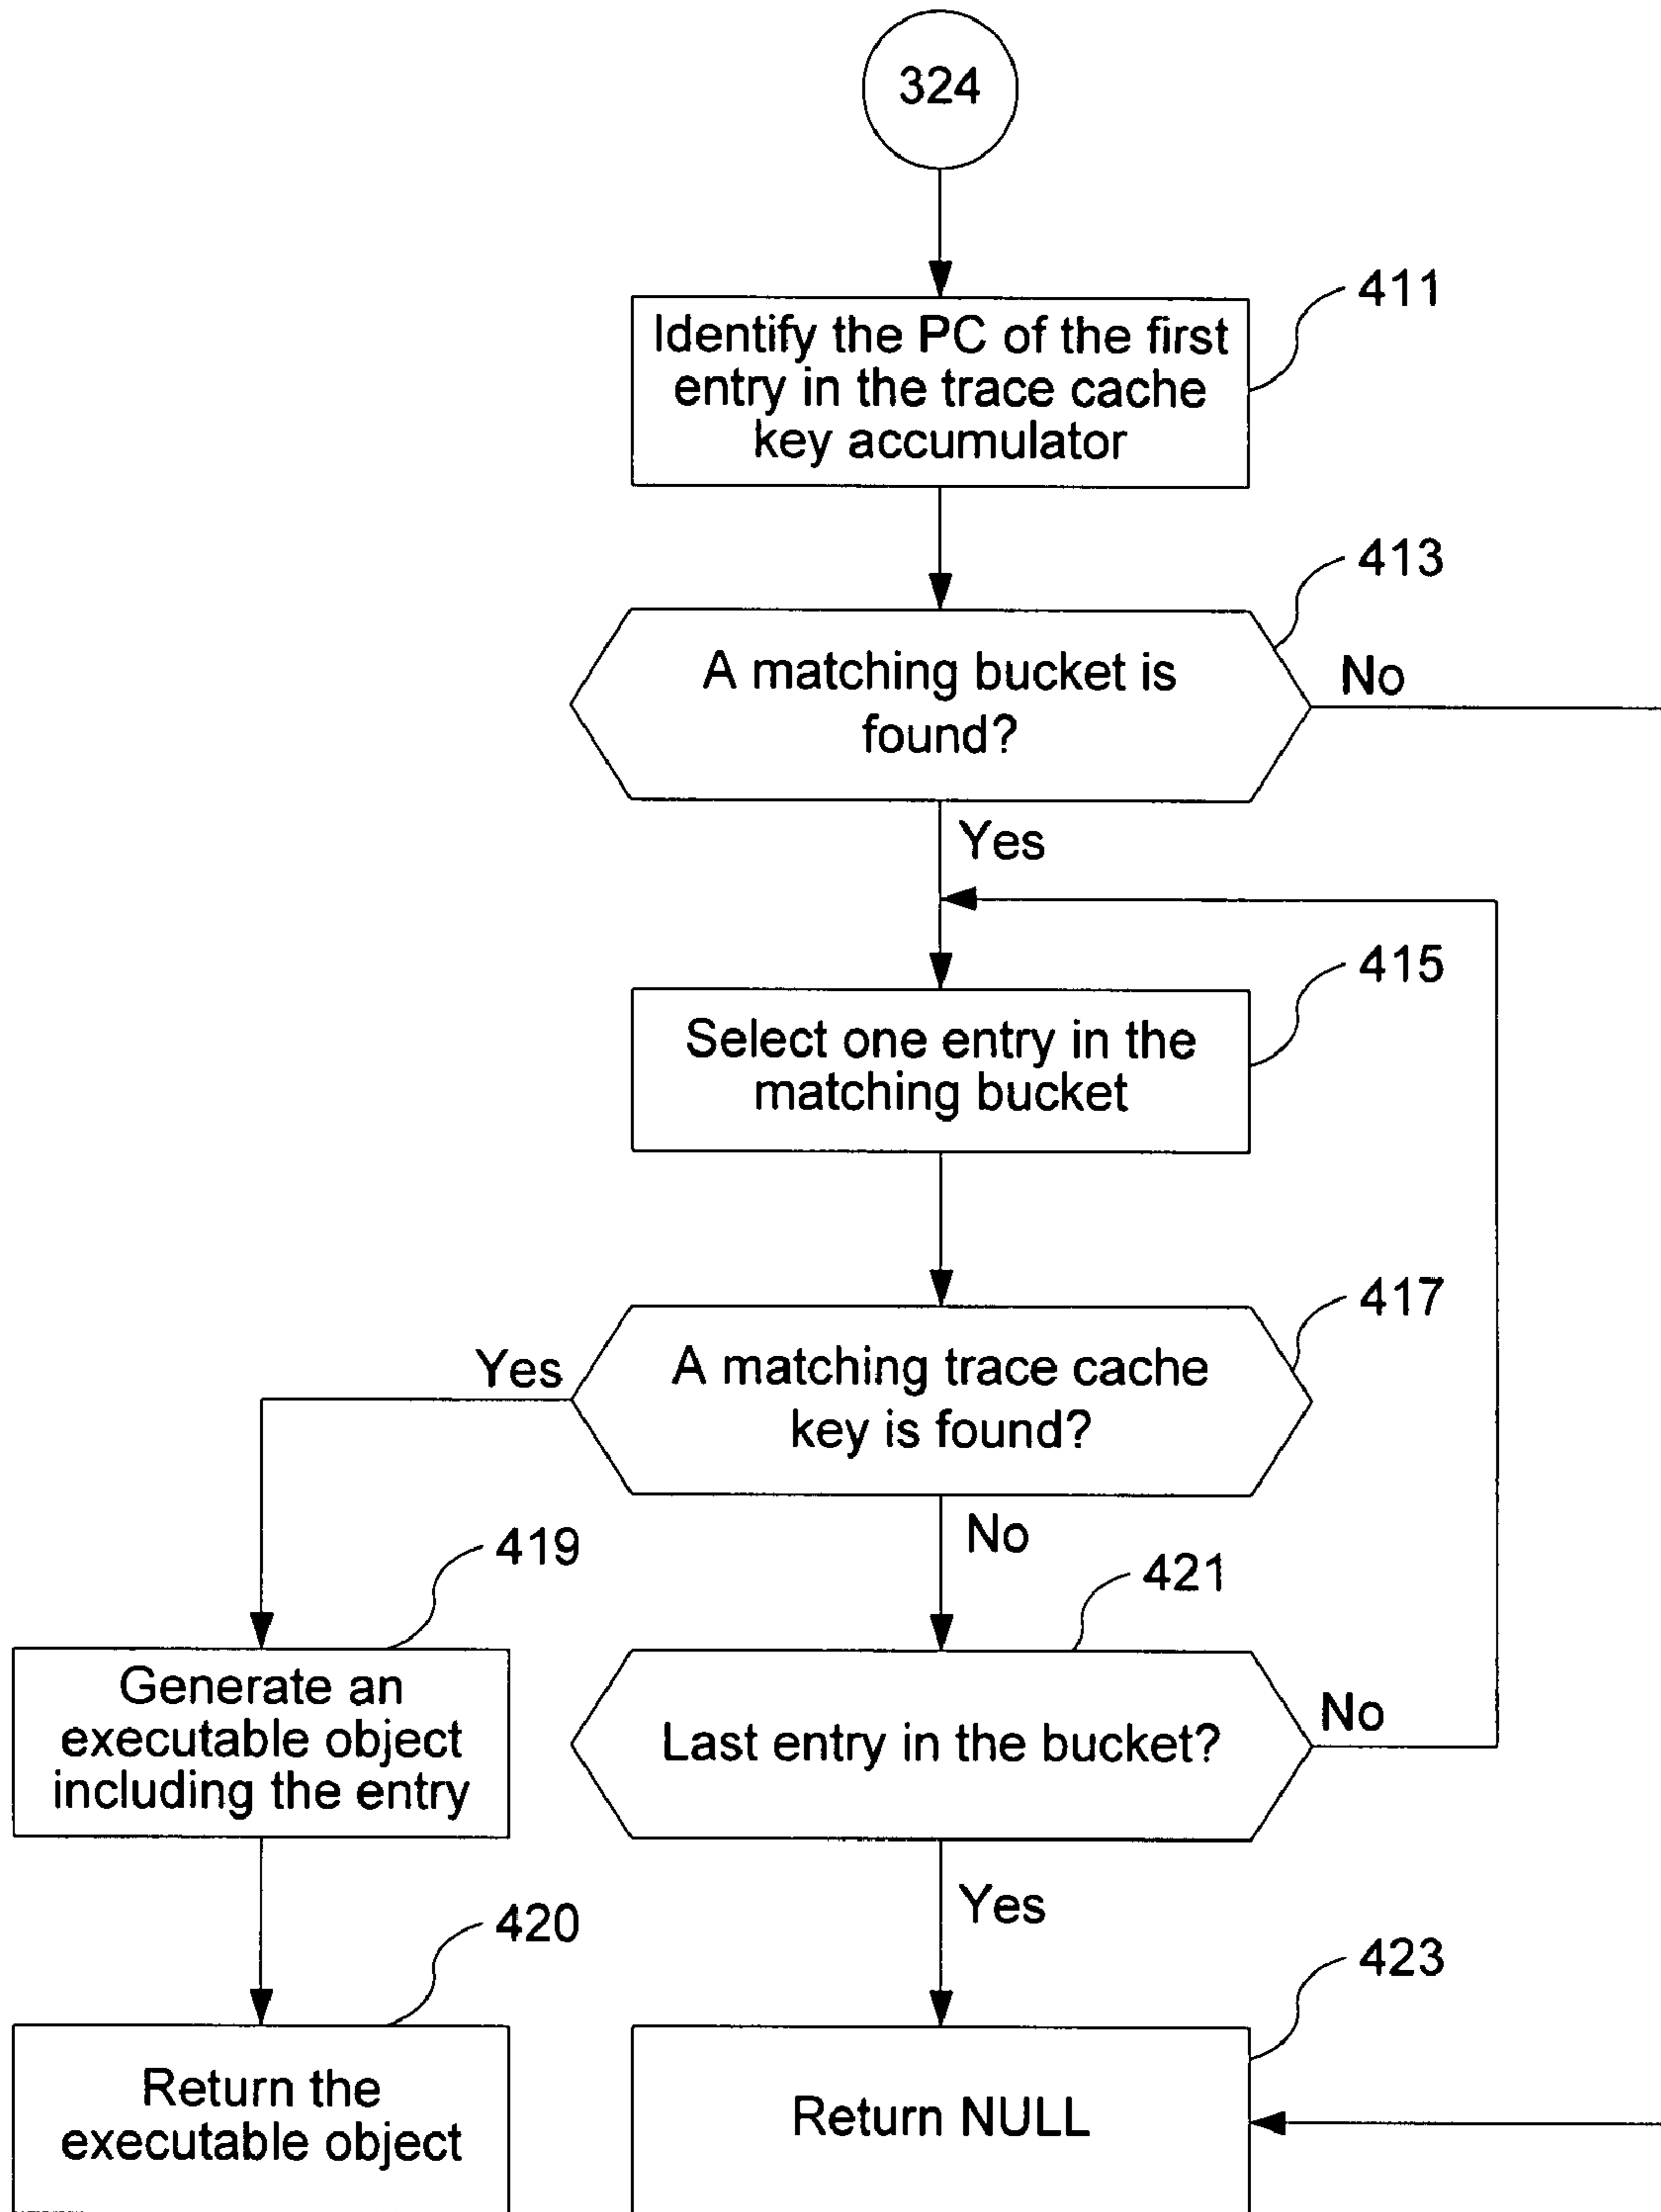 324
411
Identify the PC of the first
entry in the trace cache
key accumulator
413
A matching bucket is
found?
No
Yes
415
Select one entry in the
matching bucket
417
A matching trace cache
key is found?
Yes
No
419
421
Generate an
executable object
including the entry
Last entry in the bucket?
No
Yes
420
423
Return the
executable object
Return NULL